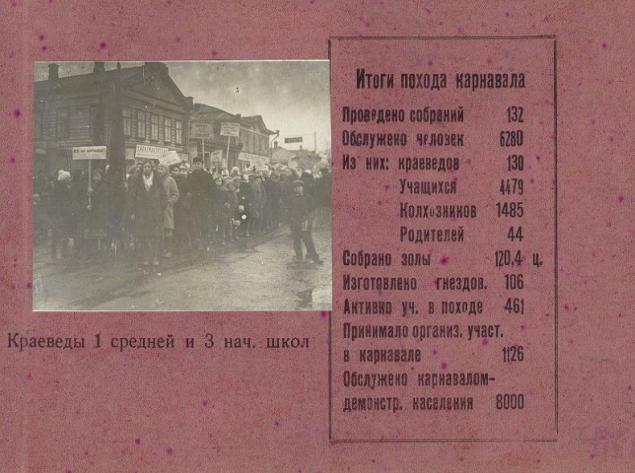 Итоги похода карнавала
Проведено собраний 132
Обслужено человек 6280
Из них: краеведов 130
Учащихся 4479
Колхозников 1485
Родителей 44
Собрано золы 120,4 ц.
Изготовлено гнездов. 106
Активно уч. в походе 461
Принимало организ. участ.
в карнавале 1126
Обслужено карнавалом-
демонстр. населения 8000
Краеведы 1 средней и 3 нач. школ